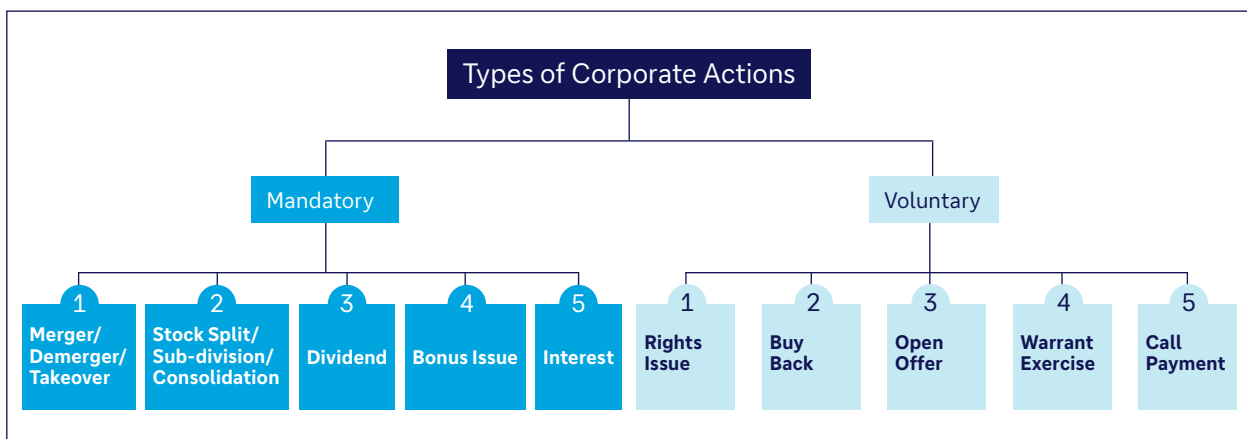 Types of Corporate Actions
Mandatory
Voluntary
1
Merger/
Demerger/
Takeover
2
Stock Split/
Sub-division/
Consolidation
3
Dividend
4
Bonus Issue
5
Interest
1
Rights
Issue
2
Buy
Back
3
Open
Offer
4
Warrant
Exercise
5
Call
Payment